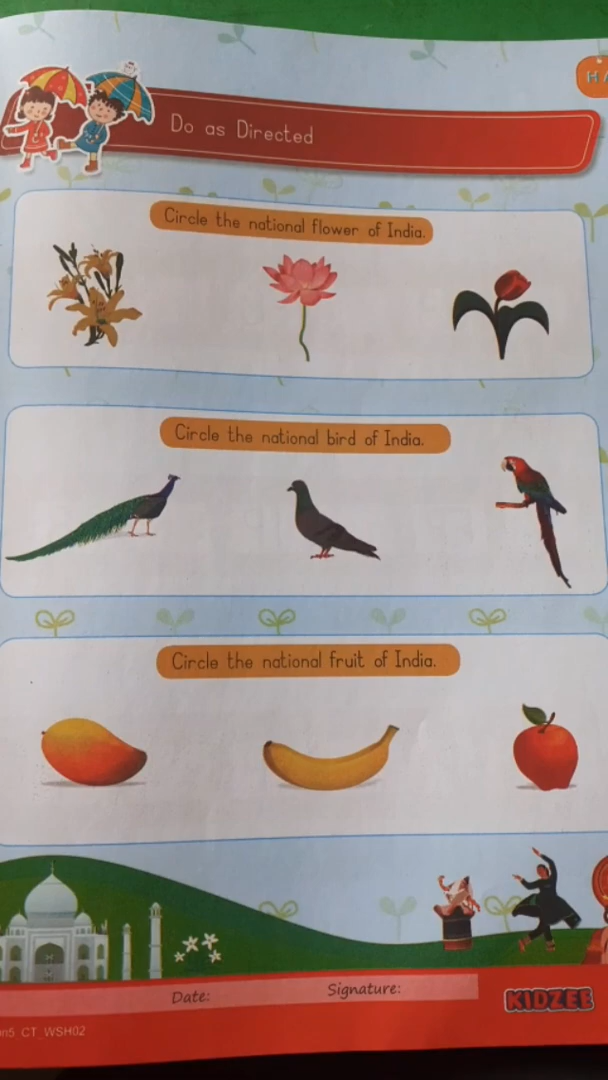 Do as Directed
Circle the national flower of India.
Circle the national bird of India.
Circle the national fruit of India.
Date:
Signature:
KIDZEE
CT_WSH02